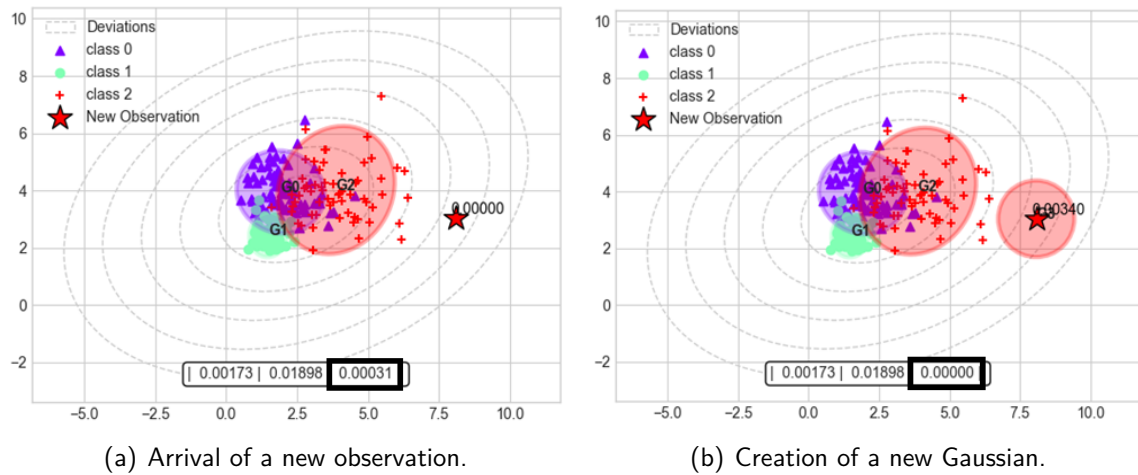 10
8
6
4
2
0
−2
−5.0
−2.5
0.0
2.5
5.0
7.5
10.0
Deviations
class 0
class 1
class 2
New Observation
G0
G1
G2
0.00000
| 0.00173 | 0.01898 0.00031
(a) Arrival of a new observation.
10
8
6
4
2
0
−2
−5.0
−2.5
0.0
2.5
5.0
7.5
10.0
Deviations
class 0
class 1
class 2
New Observation
G0
G1
G2
0.00340
| 0.00173 | 0.01898 0.00000
(b) Creation of a new Gaussian.